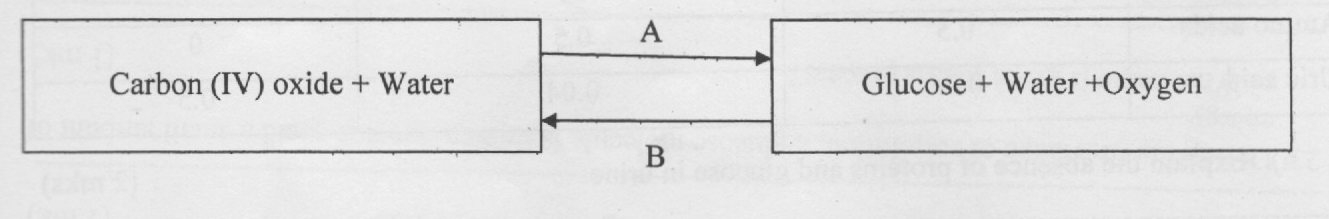 A
Carbon (IV) oxide + Water
Glucose + Water +Oxygen
B